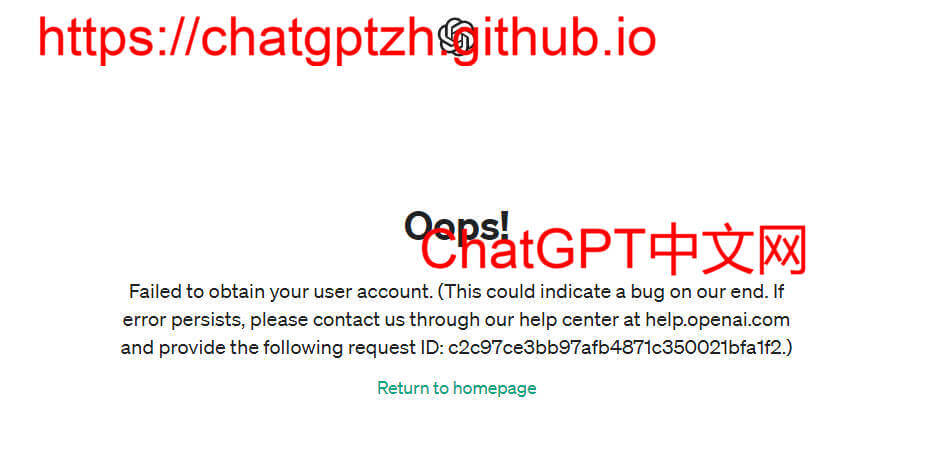 https://chatgptzh.github.io
Oops!
ChatGPT中文网
Failed to obtain your user account. (This could indicate a bug on our end. If
error persists, please contact us through our help center at help.openai.com
and provide the following request ID: c2c97ce3bb97afb4871c350021bfa1f2.)
Return to homepage